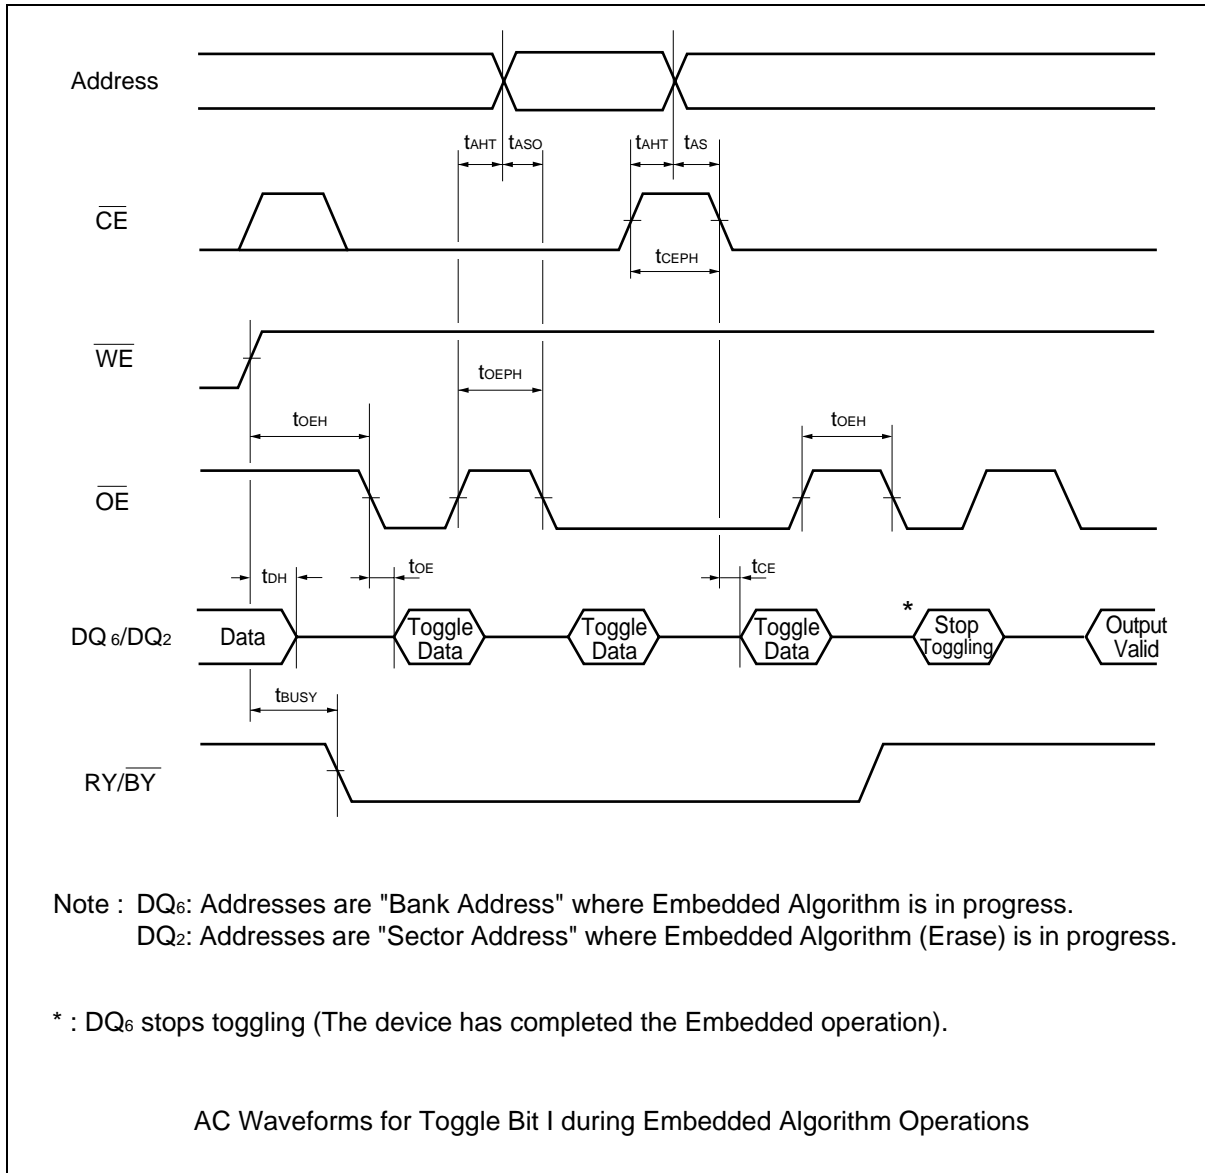 Address
tAHT tASO tAHT tAS
CE
tCEPH
WE
tOEPH
tOEH tOEH
OE
tDH tOE tCE
DQ6/DQ2 Data Toggle Data Toggle Data Toggle Data * Stop Toggling Output Valid
tBUSY
RY/BY
Note : DQ6: Addresses are "Bank Address" where Embedded Algorithm is in progress.
DQ2: Addresses are "Sector Address" where Embedded Algorithm (Erase) is in progress.
* : DQ6 stops toggling (The device has completed the Embedded operation).
AC Waveforms for Toggle Bit I during Embedded Algorithm Operations